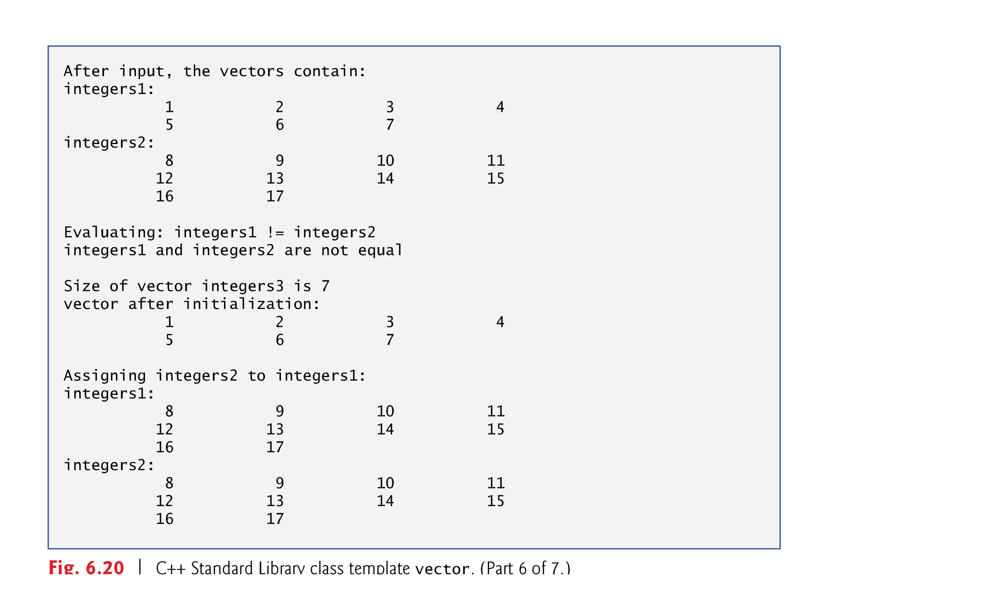 After input, the vectors contain:
integers1:
1 2 3 4
5 6 7
integers2:
8 9 10 11
12 13 14 15
16 17
Evaluating: integers1 != integers2
integers1 and integers2 are not equal
Size of vector integers3 is 7
vector after initialization:
1 2 3 4
5 6 7
Assigning integers2 to integers1:
integers1:
8 9 10 11
12 13 14 15
16 17
integers2:
8 9 10 11
12 13 14 15
16 17
Fig. 6.20 | C++ Standard Library class template vector. (Part 6 of 7.)